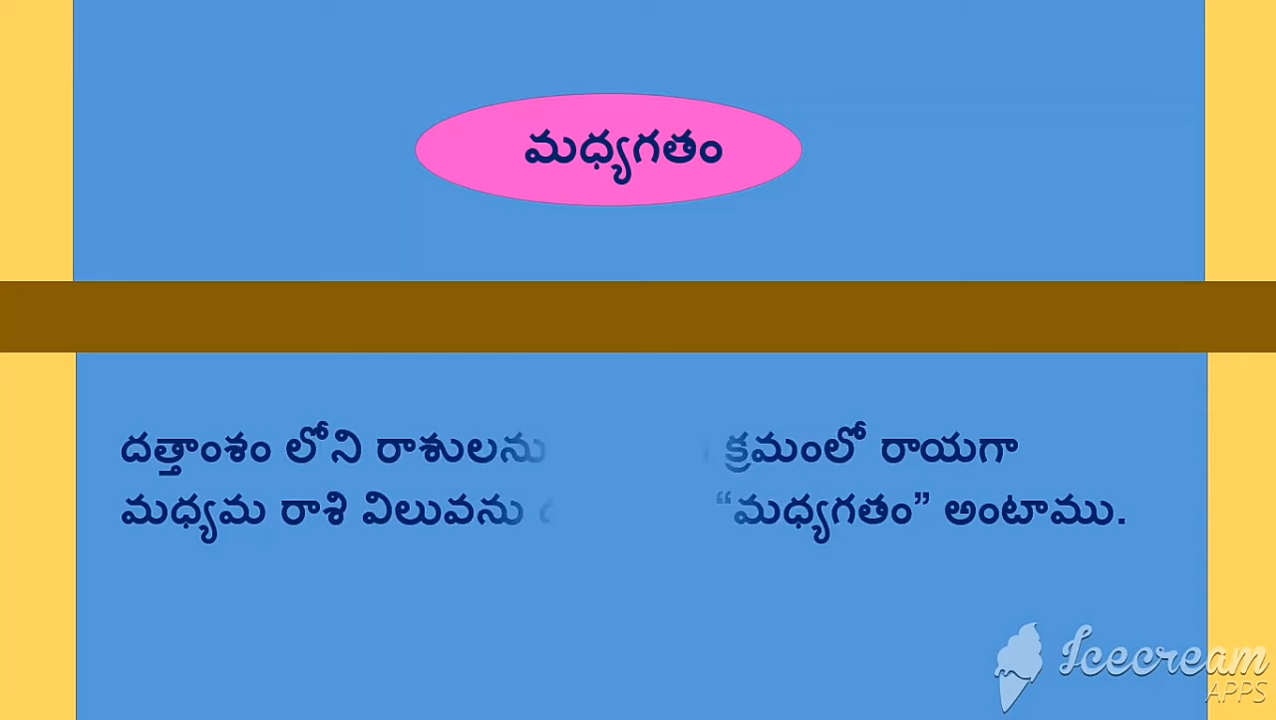 మధ్యగతం
దత్తాంశం లోని రాశులను క్రమంలో రాయగా
మధ్యమ రాశి విలువను “మధ్యగతం” అంటాము.
Icecream
APPS